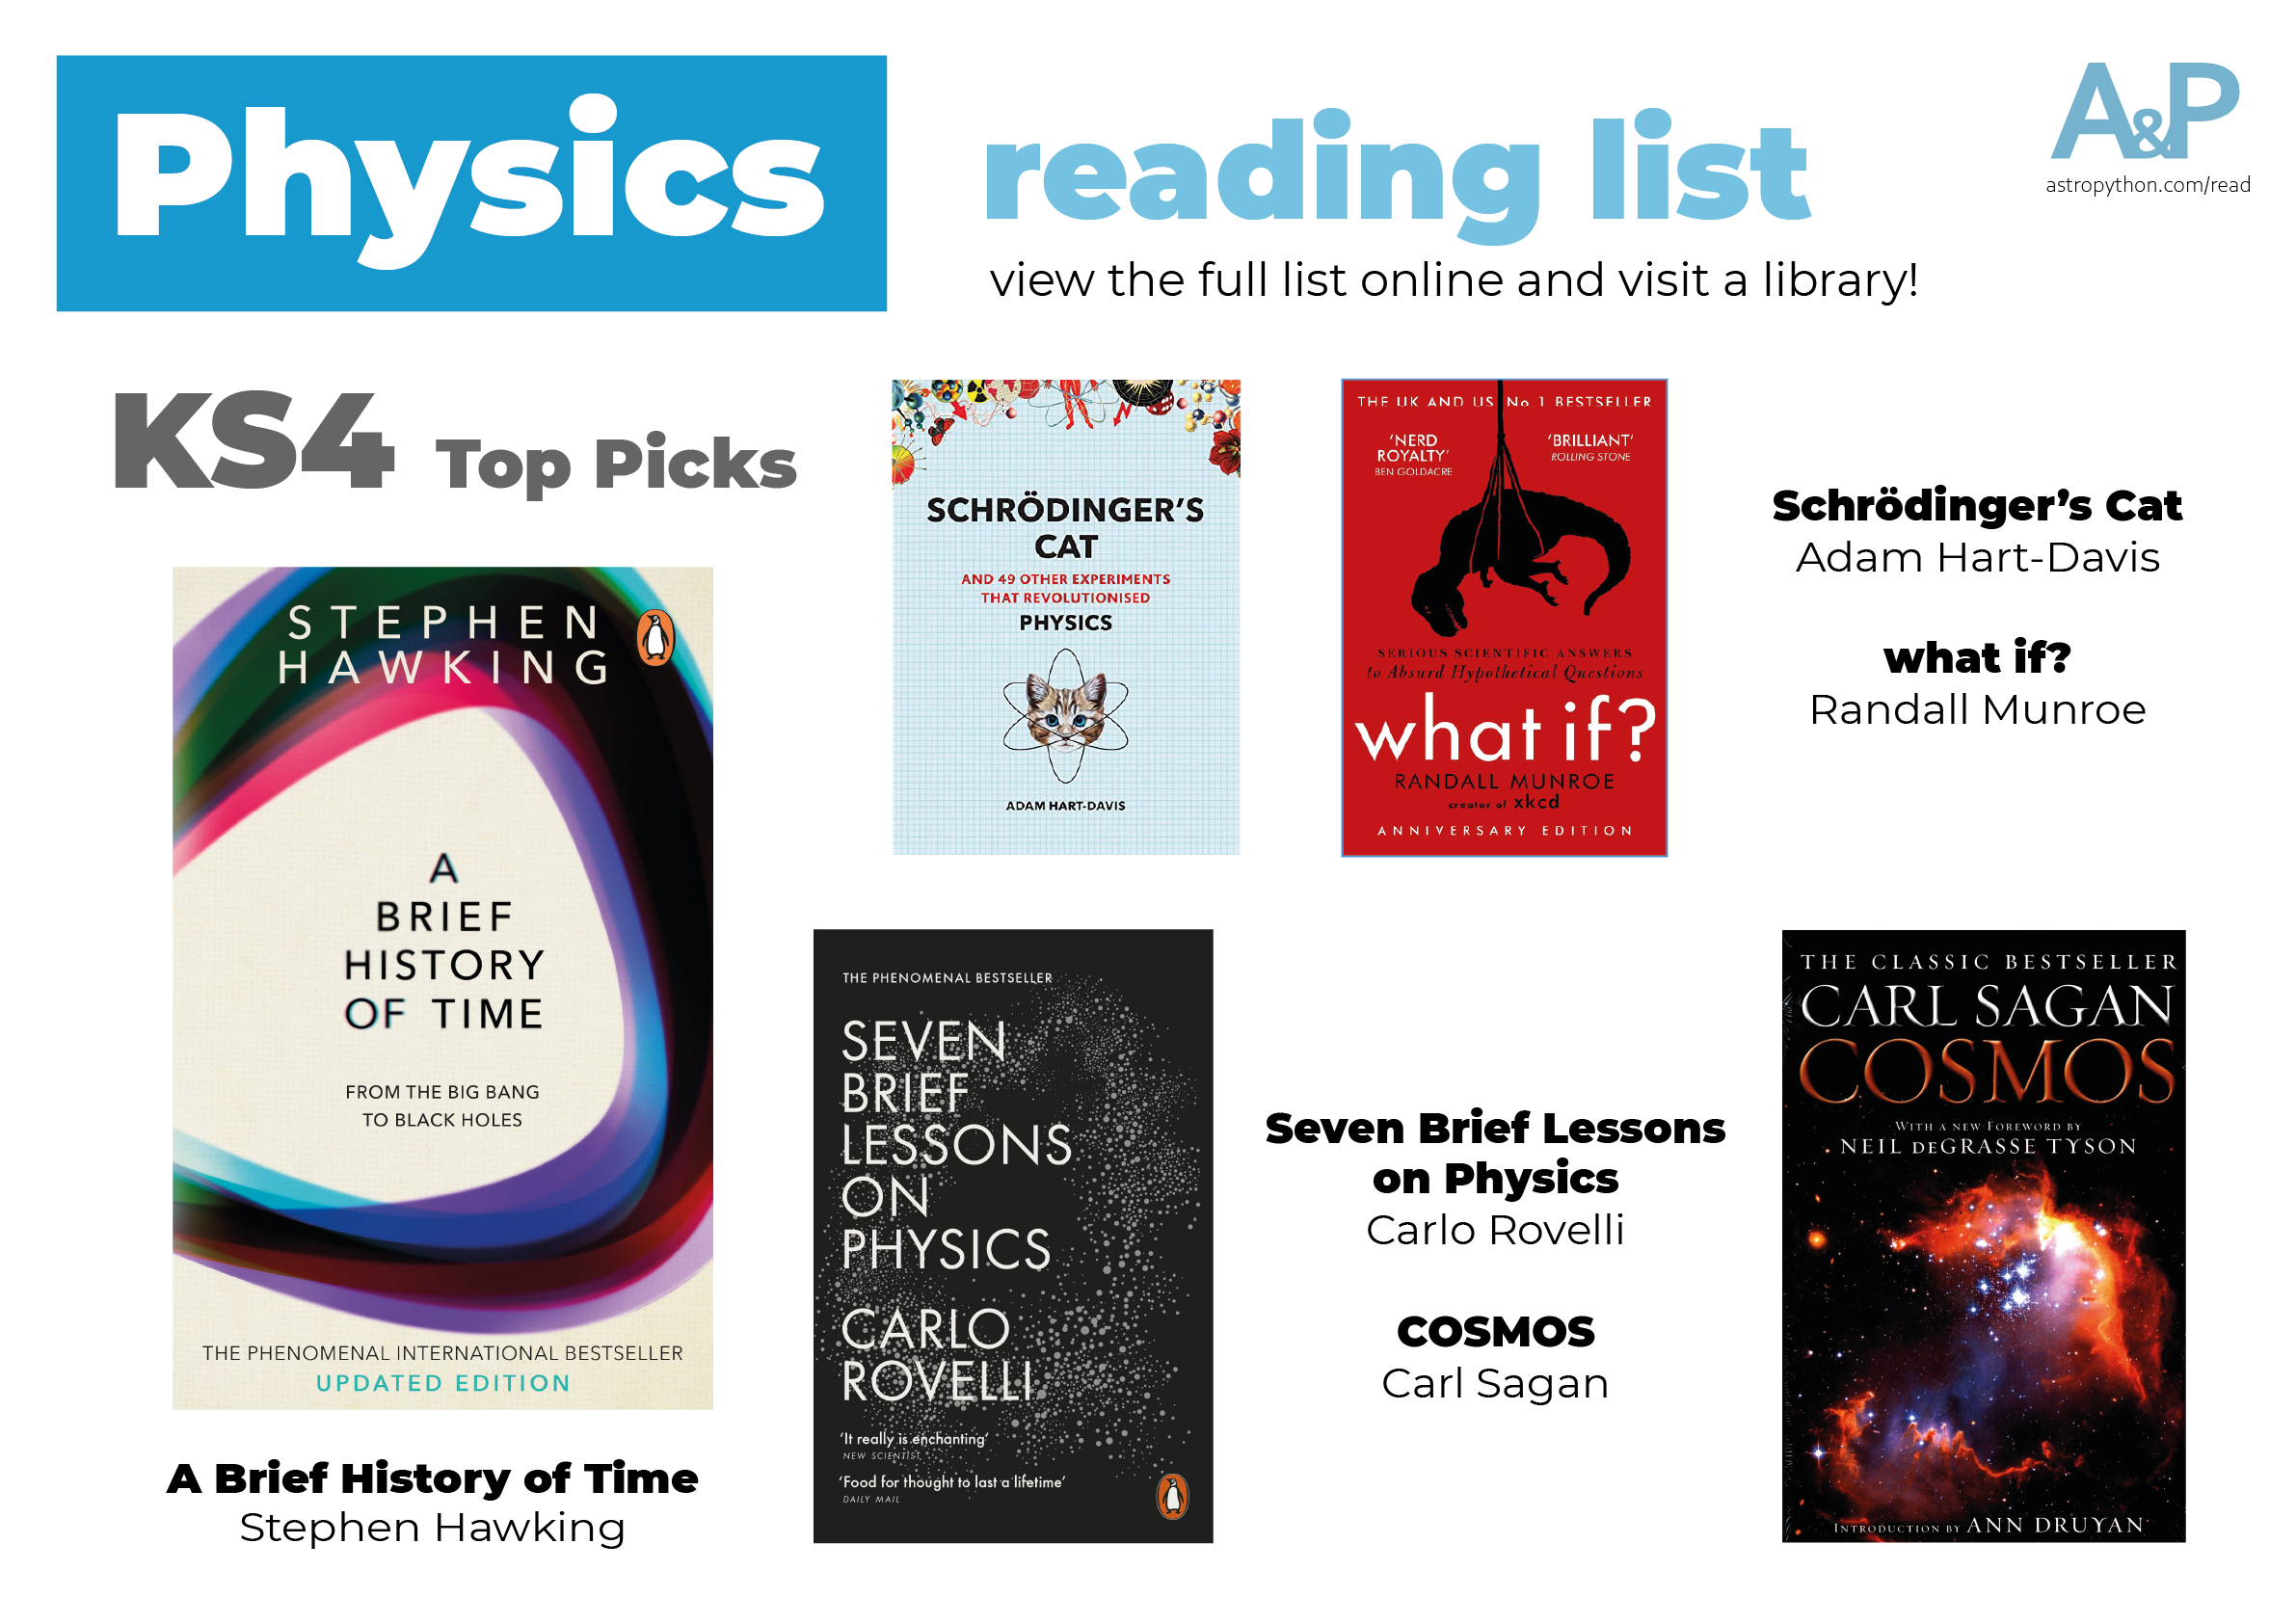 Physics
reading list
view the full list online and visit a library!
A&P
astropython.com/read
KS4 Top Picks
STEPHEN
HAWKING
A
BRIEF
HISTORY
OF TIME
FROM THE BIG BANG
TO BLACK HOLES
THE PHENOMENAL INTERNATIONAL BESTSELLER
UPDATED EDITION
A Brief History of Time
Stephen Hawking
SCHRÖDINGER'S
CAT
AND 49 OTHER EXPERIMENTS
THAT REVOLUTIONISED
PHYSICS
ADAM HART-DAVIS
THE UK AND US No.1 BESTSELLER
'NERD
ROYALTY'
BEN GOLDACRE
'BRILLIANT'
ROLLING STONE
SERIOUS SCIENTIFIC ANSWERS
to Absurd Hypothetical Questions
what if?
RANDALL MUNROE
creator of xkcd
ANNIVERSARY EDITION
Schrödinger's Cat
Adam Hart-Davis
what if?
Randall Munroe
THE PHENOMENAL BESTSELLER
SEVEN
BRIEF
LESSONS
ON
PHYSICS
CARLO
ROVELLI
'It really is enchanting'
NEW SCIENTIST
'Food for thought to last a lifetime'
DAILY MAIL
Seven Brief Lessons
on Physics
Carlo Rovelli
COSMOS
Carl Sagan
THE CLASSIC BESTSELLER
CARL SAGAN
COSMOS
WITH A NEW FOREWORD BY
NEIL DEGRASSE TYSON
INTRODUCTION BY ANN DRUYAN